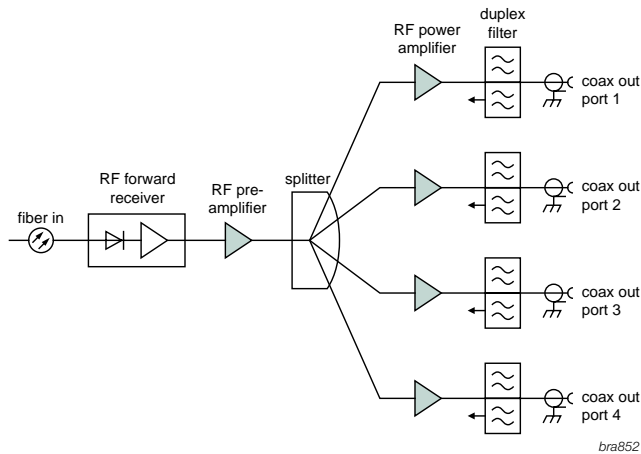 duplex
filter
RF power
amplifier
coax out
port 1
splitter
RF forward
receiver
RF pre-
amplifier
coax out
port 2
fiber in
coax out
port 3
coax out
port 4
bra852